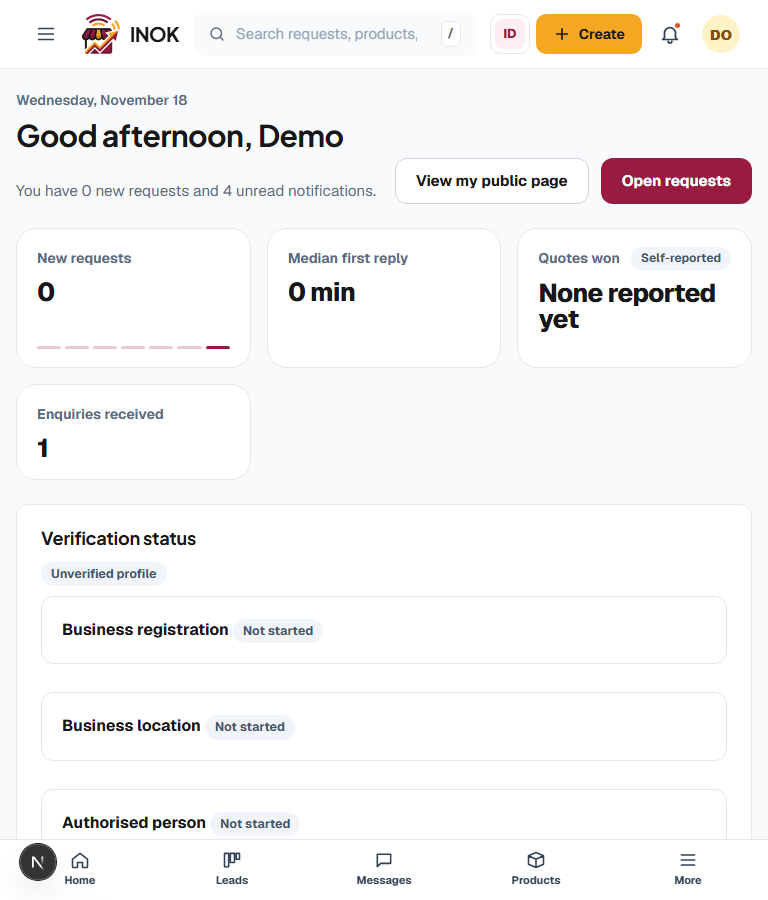 INOK
Search requests, products,
/
ID
+ Create
DO
Wednesday, November 18
Good afternoon, Demo
You have 0 new requests and 4 unread notifications.
View my public page
Open requests
New requests
0
Median first reply
0 min
Quotes won
Self-reported
None reported
yet
Enquiries received
1
Verification status
Unverified profile
Business registration Not started
Business location Not started
Authorised person Not started
N
Home
Leads
Messages
Products
More